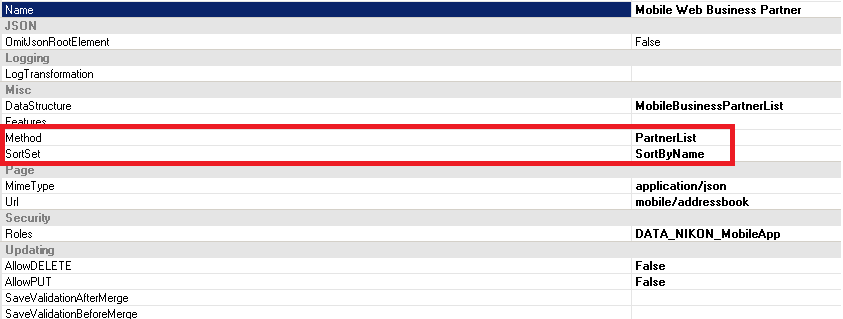 Name Mobile Web Business Partner
JSON
OmitJsonRootElement False
Logging
LogTransformation
Misc
DataStructure MobileBusinessPartnerList
Features
Method PartnerList
SortSet SortByName
Page
MimeType application/json
Url mobile/addressbook
Security
Roles DATA_NIKON_MobileApp
Updating
AllowDELETE False
AllowPUT False
SaveValidationAfterMerge
SaveValidationBeforeMerge